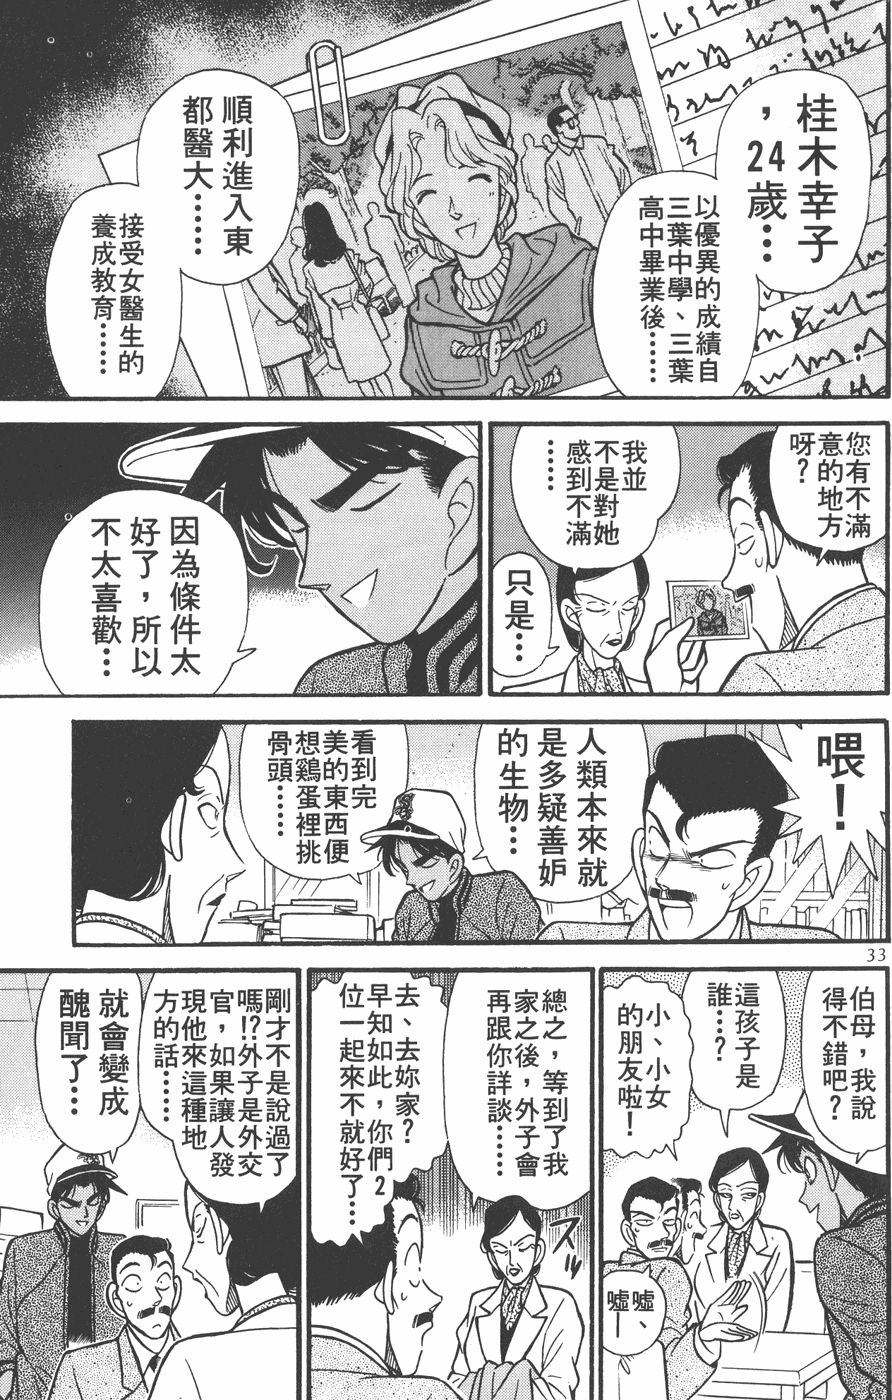 桂木幸子
，24歲…
以優異的成績自
三葉中學、三葉
高中畢業後……
順利進入東
都醫大……
接受女醫生的
養成教育……
您有不滿
意的地方
呀？
我並
不是對她
感到不滿
……
只是…
因為條件太
好了，所以
不太喜歡…
喂！
人類本來就
是多疑善妒
的生物…
看到完
美的東西便
想鷄蛋裡挑
骨頭……
33
伯母，我說
得不錯吧？
這孩子是
誰…？
小、小女
的朋友啦！
噓、
噓－
總之，等到了我
家之後，外子會
再跟你詳談……
スッ
去、去妳家？
早知如此，你們2
位一起來不就好了…
剛才不是說過了
嗎!?外子是外交
官，如果讓人發
現他來這種地
方的話……
就會變成
醜聞了…